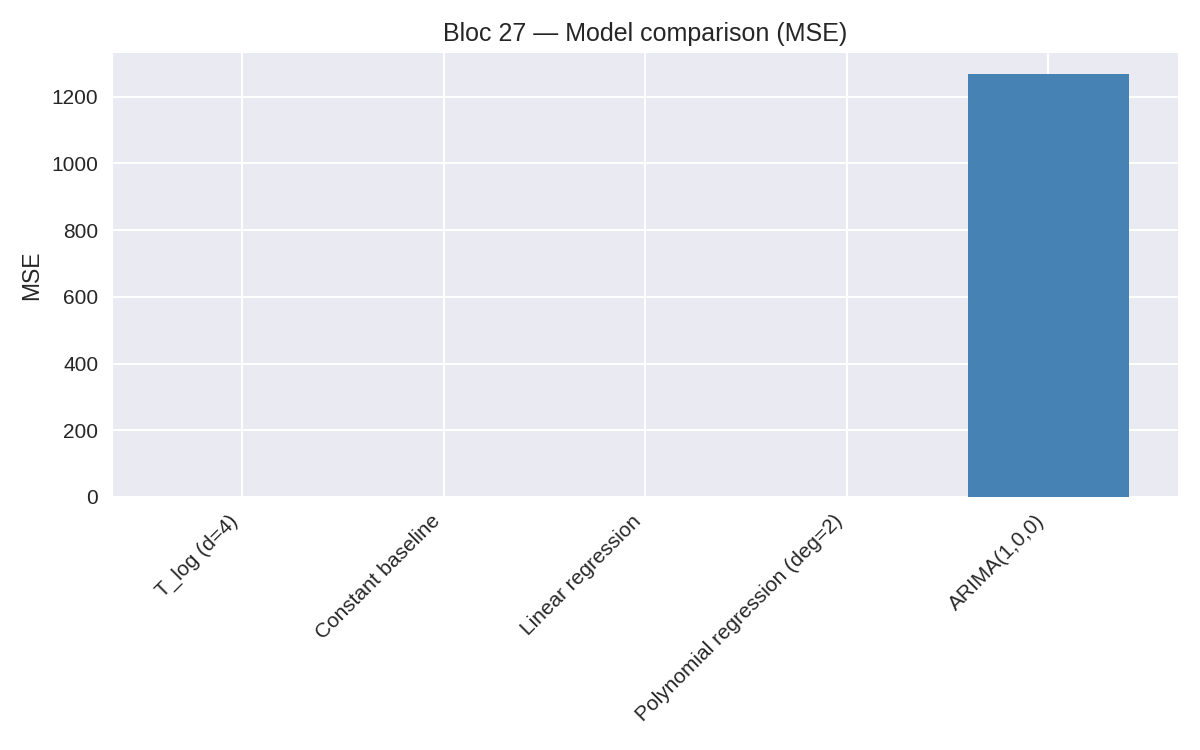 Bloc 27 — Model comparison (MSE)
MSE
1200
1000
800
600
400
200
0
T_log (d=4)
Constant baseline
Linear regression
Polynomial regression (deg=2)
ARIMA(1,0,0)